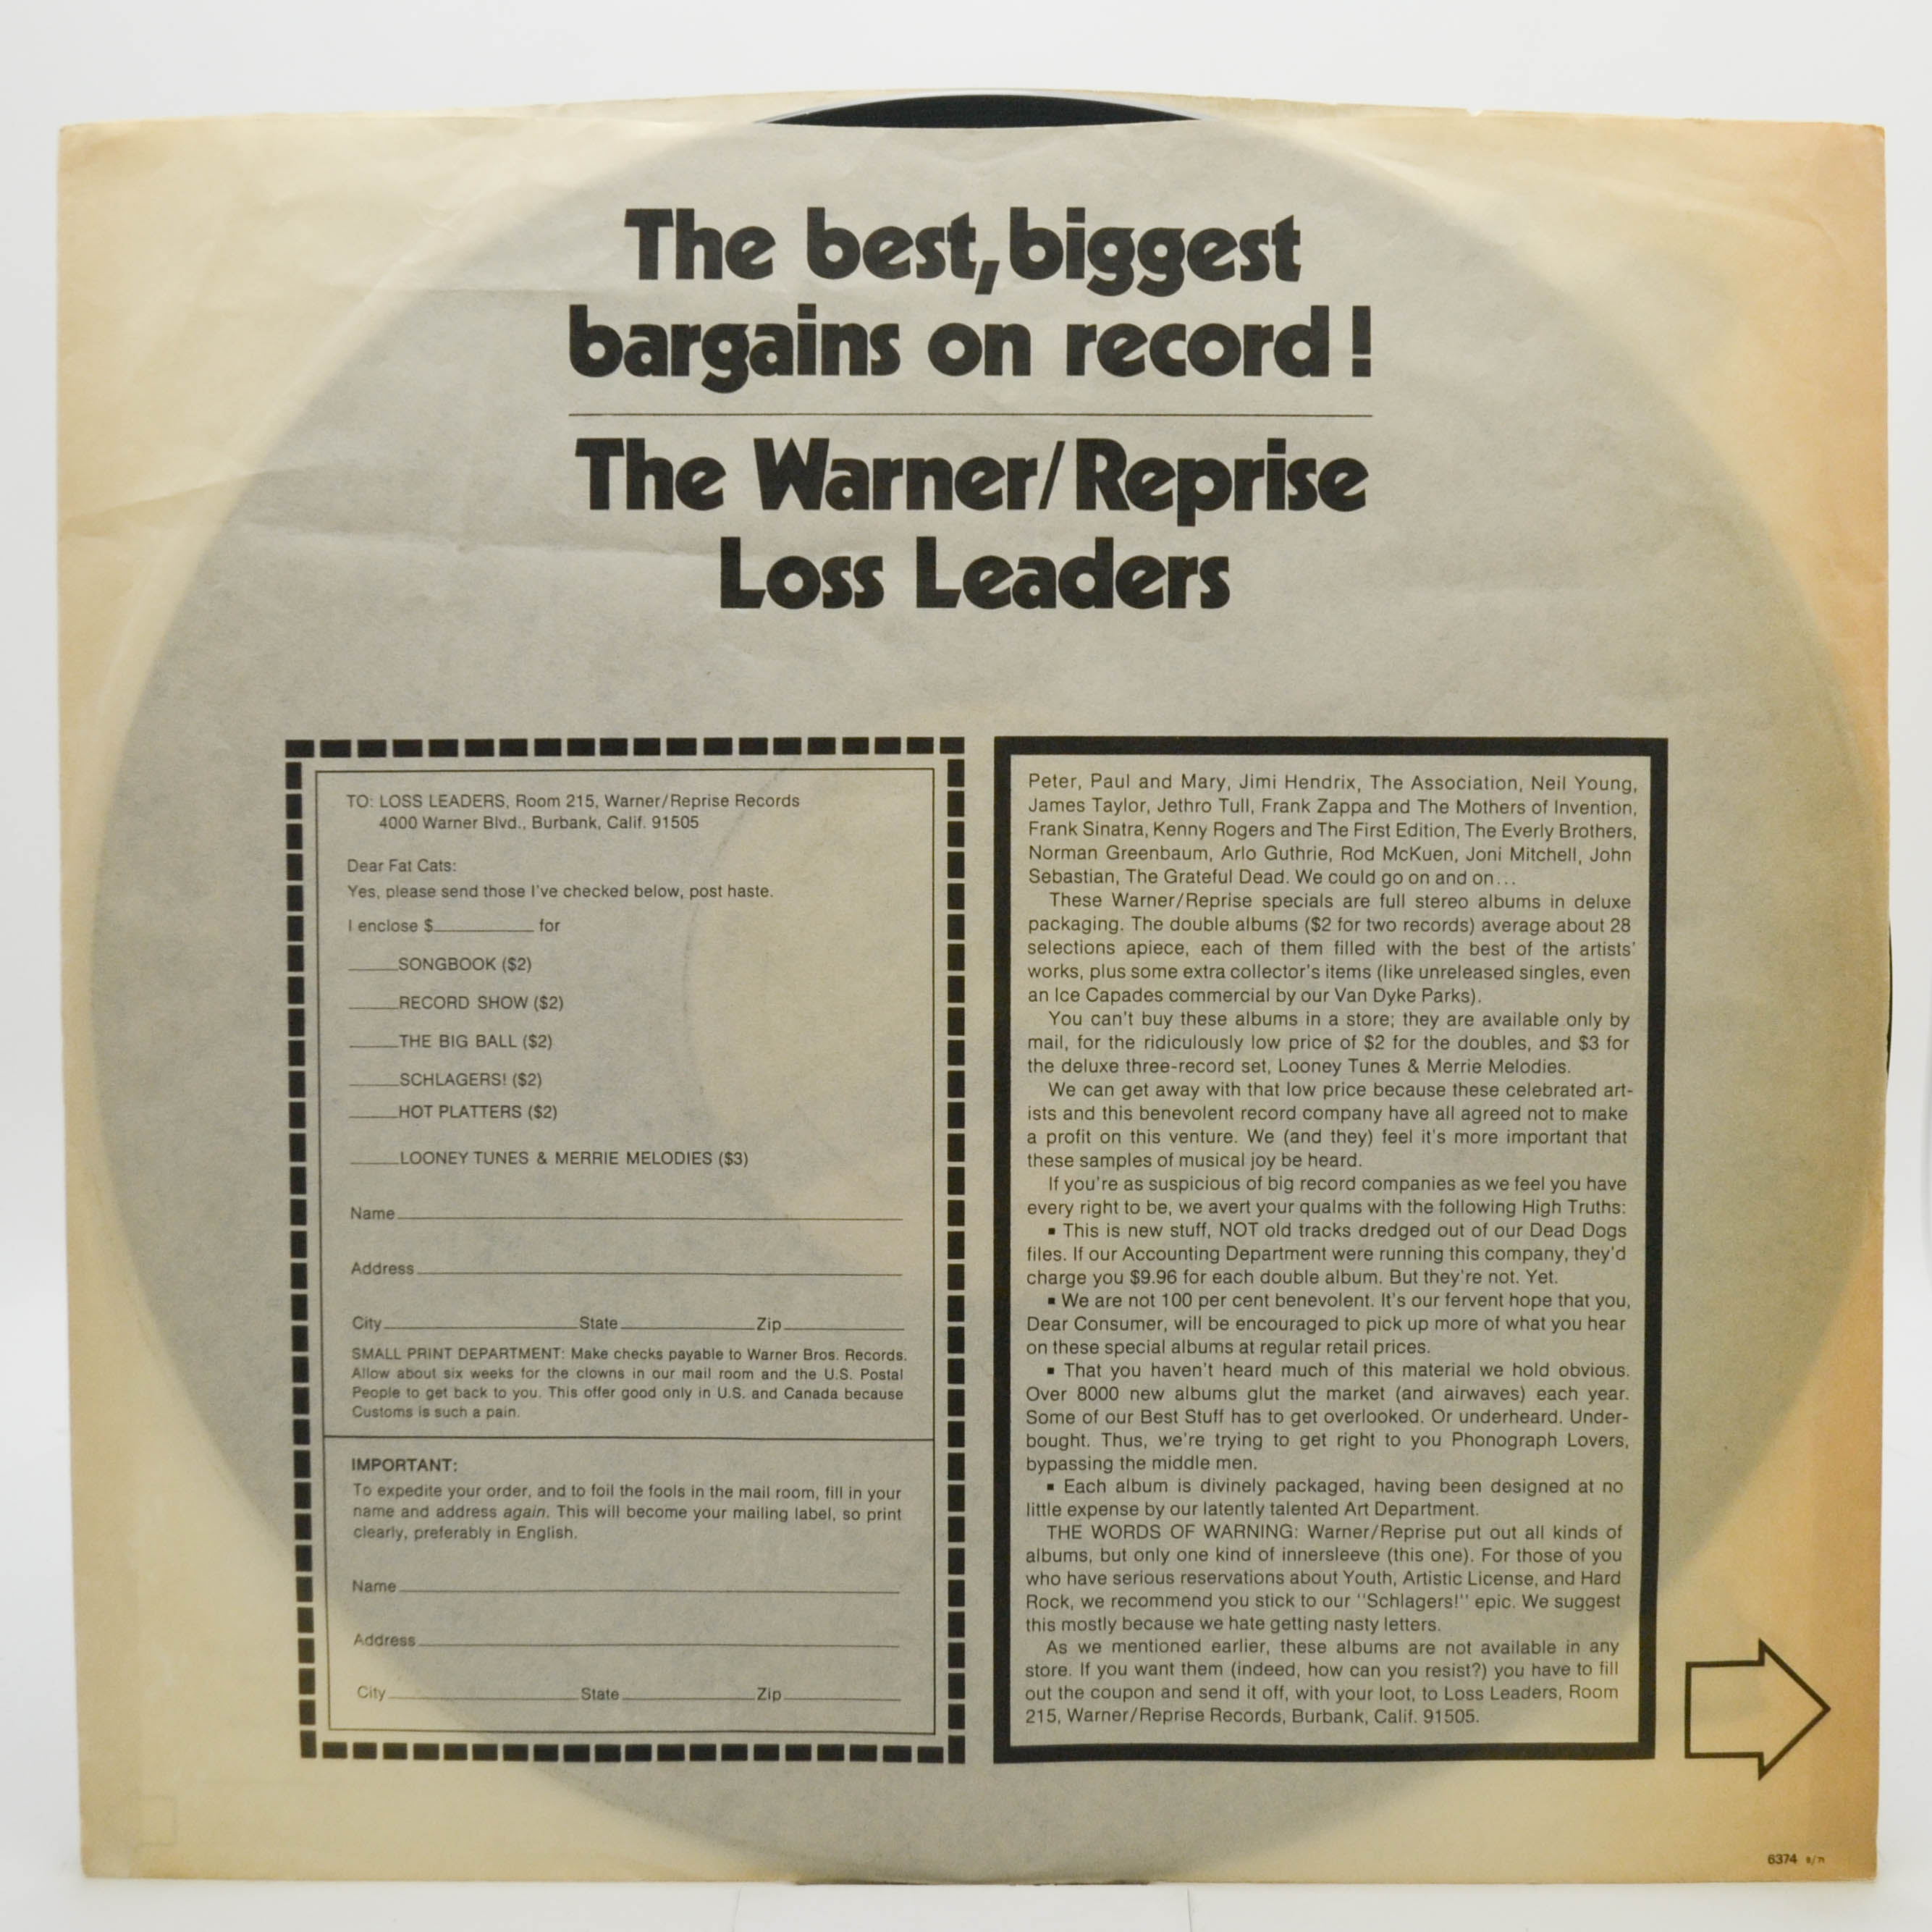 The best, biggest
bargains on record!
The Warner/Reprise
Loss Leaders
TO: LOSS LEADERS, Room 215, Warner/Reprise Records
4000 Warner Blvd., Burbank, Calif. 91505
Dear Fat Cats:
Yes, please send those I've checked below, post haste.
I enclose $__________ for
_____SONGBOOK ($2)
_____RECORD SHOW ($2)
_____THE BIG BALL ($2)
_____SCHLAGERS! ($2)
_____HOT PLATTERS ($2)
_____LOONEY TUNES & MERRIE MELODIES ($3)
Name
Address
City State Zip
SMALL PRINT DEPARTMENT: Make checks payable to Warner Bros. Records.
Allow about six weeks for the clowns in our mail room and the U.S. Postal
People to get back to you. This offer good only in U.S. and Canada because
Customs is such a pain.
IMPORTANT:
To expedite your order, and to foil the fools in the mail room, fill in your
name and address again. This will become your mailing label, so print
clearly, preferably in English.
Name
Address
City State Zip
Peter, Paul and Mary, Jimi Hendrix, The Association, Neil Young,
James Taylor, Jethro Tull, Frank Zappa and The Mothers of Invention,
Frank Sinatra, Kenny Rogers and The First Edition, The Everly Brothers,
Norman Greenbaum, Arlo Guthrie, Rod McKuen, Joni Mitchell, John
Sebastian, The Grateful Dead. We could go on and on...
These Warner/Reprise specials are full stereo albums in deluxe
packaging. The double albums ($2 for two records) average about 28
selections apiece, each of them filled with the best of the artists'
works, plus some extra collector's items (like unreleased singles, even
an Ice Capades commercial by our Van Dyke Parks).
You can't buy these albums in a store; they are available only by
mail, for the ridiculously low price of $2 for the doubles, and $3 for
the deluxe three-record set, Looney Tunes & Merrie Melodies.
We can get away with that low price because these celebrated art-
ists and this benevolent record company have all agreed not to make
a profit on this venture. We (and they) feel it's more important that
these samples of musical joy be heard.
If you're as suspicious of big record companies as we feel you have
every right to be, we avert your qualms with the following High Truths:
▪ This is new stuff, NOT old tracks dredged out of our Dead Dogs
files. If our Accounting Department were running this company, they'd
charge you $9.96 for each double album. But they're not. Yet.
▪ We are not 100 per cent benevolent. It's our fervent hope that you,
Dear Consumer, will be encouraged to pick up more of what you hear
on these special albums at regular retail prices.
▪ That you haven't heard much of this material we hold obvious.
Over 8000 new albums glut the market (and airwaves) each year.
Some of our Best Stuff has to get overlooked. Or underheard. Under-
bought. Thus, we're trying to get right to you Phonograph Lovers,
bypassing the middle men.
▪ Each album is divinely packaged, having been designed at no
little expense by our latently talented Art Department.
THE WORDS OF WARNING: Warner/Reprise put out all kinds of
albums, but only one kind of innersleeve (this one). For those of you
who have serious reservations about Youth, Artistic License, and Hard
Rock, we recommend you stick to our "Schlagers!" epic. We suggest
this mostly because we hate getting nasty letters.
As we mentioned earlier, these albums are not available in any
store. If you want them (indeed, how can you resist?) you have to fill
out the coupon and send it off, with your loot, to Loss Leaders, Room
215, Warner/Reprise Records, Burbank, Calif. 91505.
6374